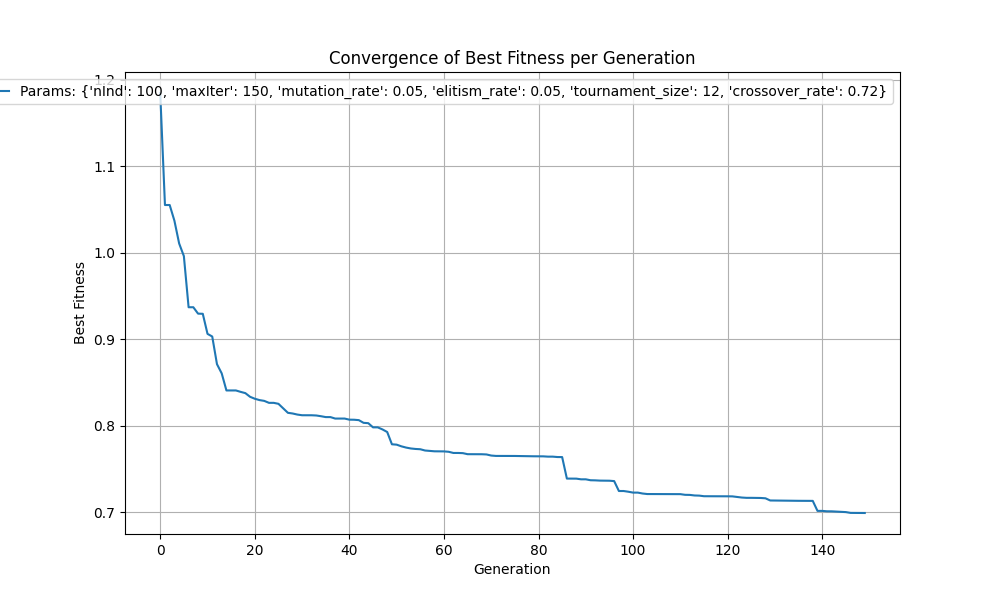 Convergence of Best Fitness per Generation
Params: {'nInd': 100, 'maxIter': 150, 'mutation_rate': 0.05, 'elitism_rate': 0.05, 'tournament_size': 12, 'crossover_rate': 0.72}
1.2
1.1
1.0
0.9
0.8
0.7
Best Fitness
0 20 40 60 80 100 120 140
Generation